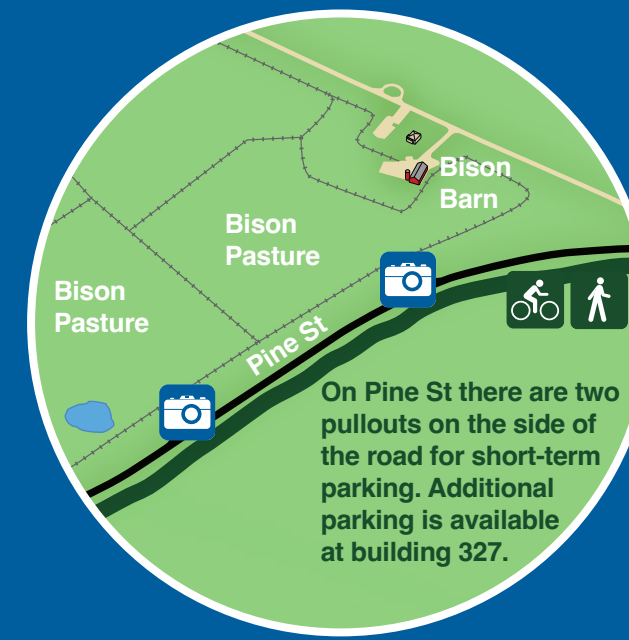 Bison
Barn
Bison
Pasture
Bison
Pasture
Pine St
On Pine St there are two
pullouts on the side of
the road for short-term
parking. Additional
parking is available
at building 327.